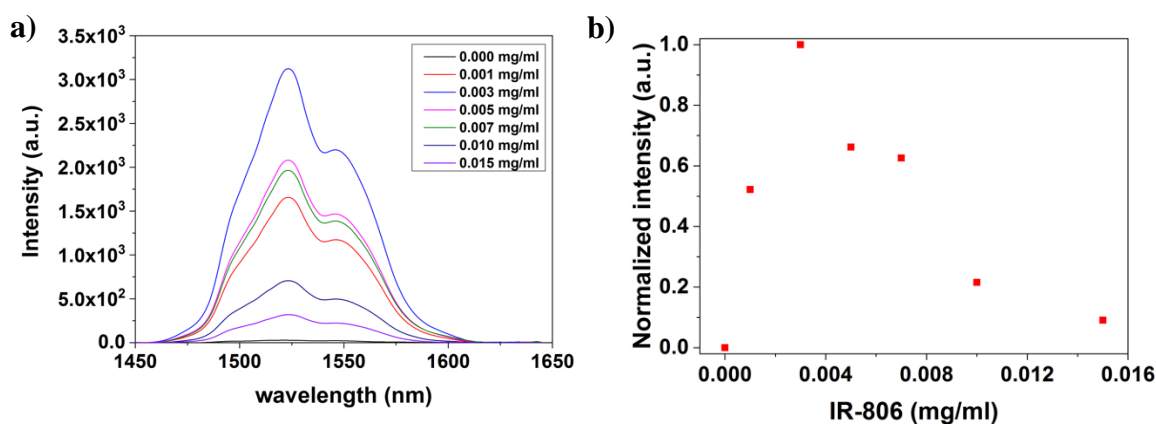 a)
Intensity (a.u.)
3.5x10³
3.0x10³
2.5x10³
2.0x10³
1.5x10³
1.0x10³
5.0x10²
0.0
0.000 mg/ml
0.001 mg/ml
0.003 mg/ml
0.005 mg/ml
0.007 mg/ml
0.010 mg/ml
0.015 mg/ml
1450 1500 1550 1600 1650
wavelength (nm)
b)
Normalized intensity (a.u.)
1.0
0.8
0.6
0.4
0.2
0.0
0.000 0.004 0.008 0.012 0.016
IR-806 (mg/ml)